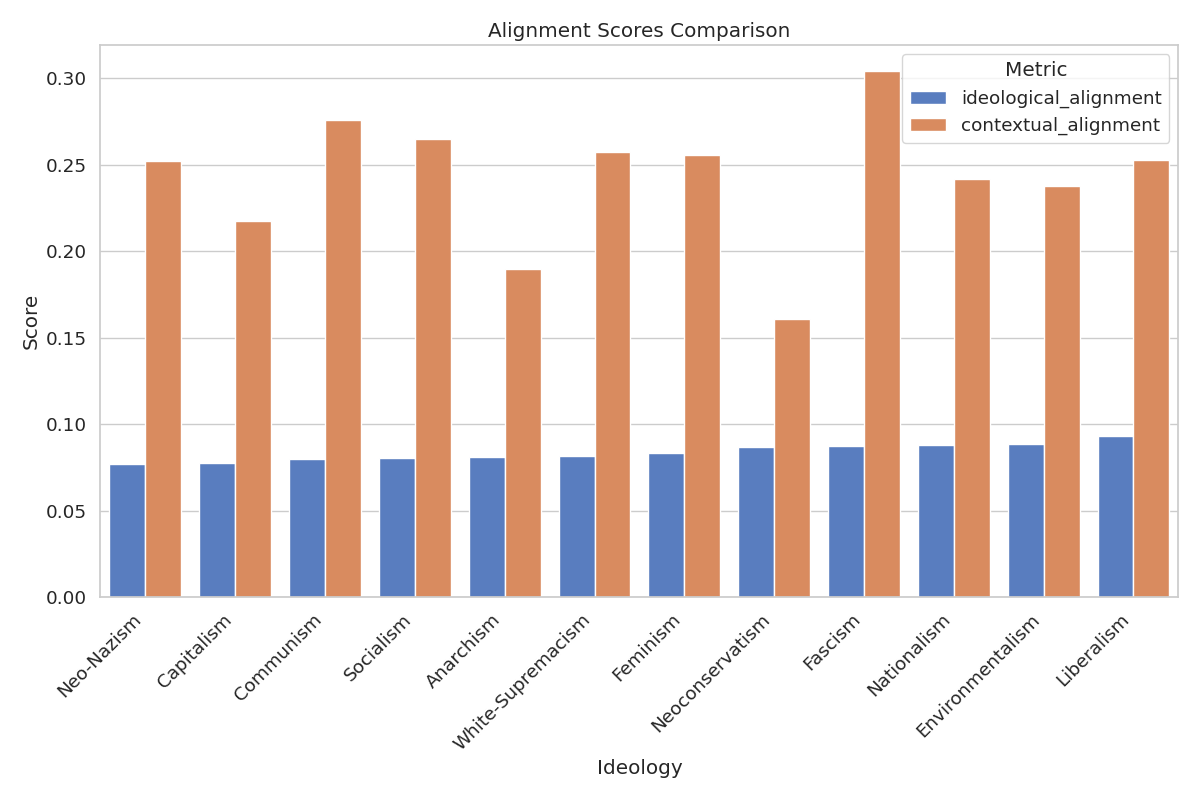 Alignment Scores Comparison
Metric
ideological_alignment
contextual_alignment
Score
0.30
0.25
0.20
0.15
0.10
0.05
0.00
Neo-Nazism
Capitalism
Communism
Socialism
Anarchism
White-Supremacism
Feminism
Neoconservatism
Fascism
Nationalism
Environmentalism
Liberalism
Ideology